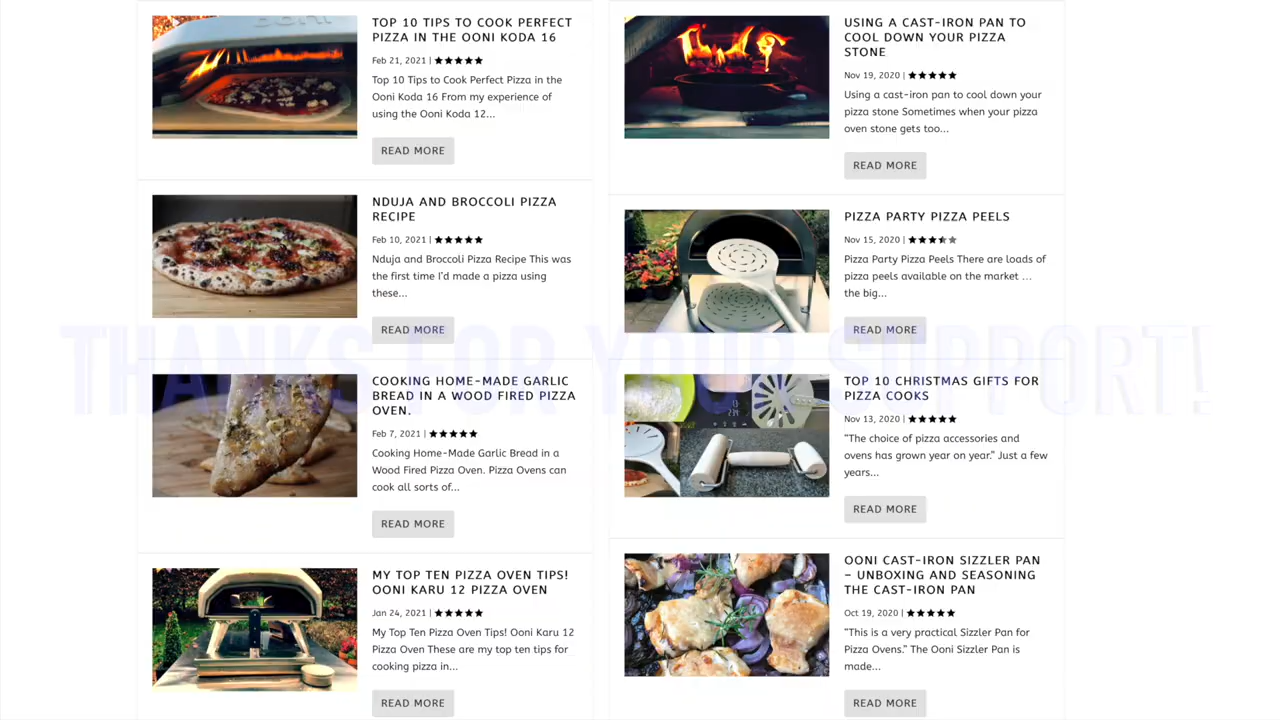 TOP 10 TIPS TO COOK PERFECT
PIZZA IN THE OONI KODA 16
Feb 21, 2021 | ★★★★★
Top 10 Tips to Cook Perfect Pizza in the
Ooni Koda 16 From my experience of
using the Ooni Koda 12...
READ MORE
NDUJA AND BROCCOLI PIZZA
RECIPE
Feb 10, 2021 | ★★★★★
Nduja and Broccoli Pizza Recipe This was
the first time I'd made a pizza using
these...
READ MORE
COOKING HOME-MADE GARLIC
BREAD IN A WOOD FIRED PIZZA
OVEN.
Feb 7, 2021 | ★★★★★
Cooking Home-Made Garlic Bread in a
Wood Fired Pizza Oven. Pizza Ovens can
cook all sorts of...
READ MORE
MY TOP TEN PIZZA OVEN TIPS!
OONI KARU 12 PIZZA OVEN
Jan 24, 2021 | ★★★★★
My Top Ten Pizza Oven Tips! Ooni Karu 12
Pizza Oven These are my top ten tips for
cooking pizza in...
READ MORE
USING A CAST-IRON PAN TO
COOL DOWN YOUR PIZZA
STONE
Nov 19, 2020 | ★★★★★
Using a cast-iron pan to cool down your
pizza stone Sometimes when your pizza
oven stone gets too...
READ MORE
PIZZA PARTY PIZZA PEELS
Nov 15, 2020 | ★★★★★
Pizza Party Pizza Peels There are loads of
pizza peels available on the market ...
the big...
READ MORE
TOP 10 CHRISTMAS GIFTS FOR
PIZZA COOKS
Nov 13, 2020 | ★★★★★
"The choice of pizza accessories and
ovens has grown year on year." Just a few
years...
READ MORE
OONI CAST-IRON SIZZLER PAN
– UNBOXING AND SEASONING
THE CAST-IRON PAN
Oct 19, 2020 | ★★★★★
"This is a very practical Sizzler Pan for
Pizza Ovens." The Ooni Sizzler Pan is
made...
READ MORE
THANKS FOR YOUR SUPPORT!
ooni